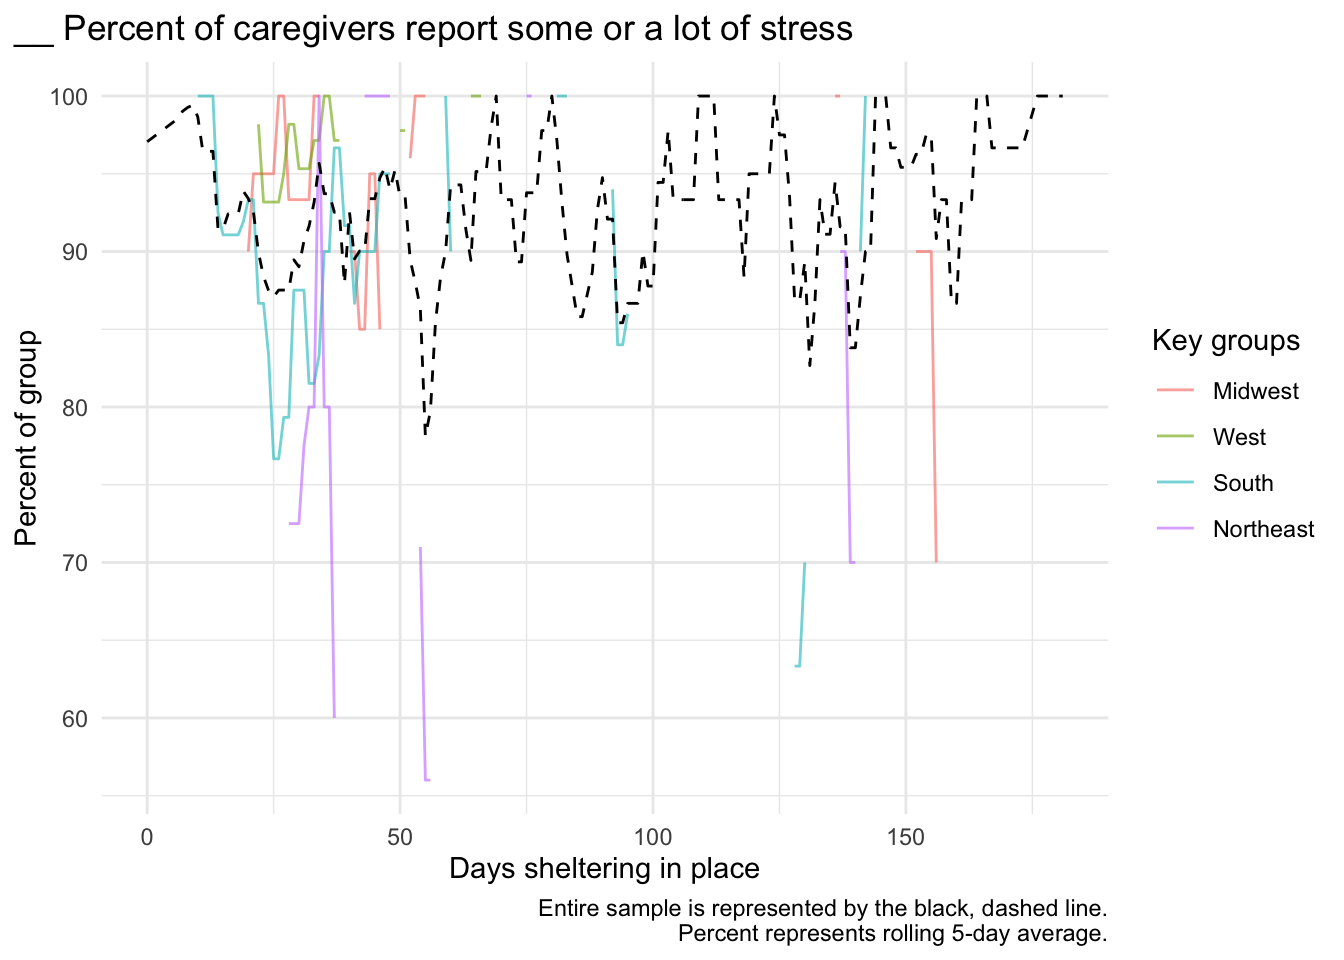 __ Percent of caregivers report some or a lot of stress
100
90
80
70
60
Percent of group
0
50
100
150
Days sheltering in place
Key groups
Midwest
West
South
Northeast
Entire sample is represented by the black, dashed line.
Percent represents rolling 5-day average.